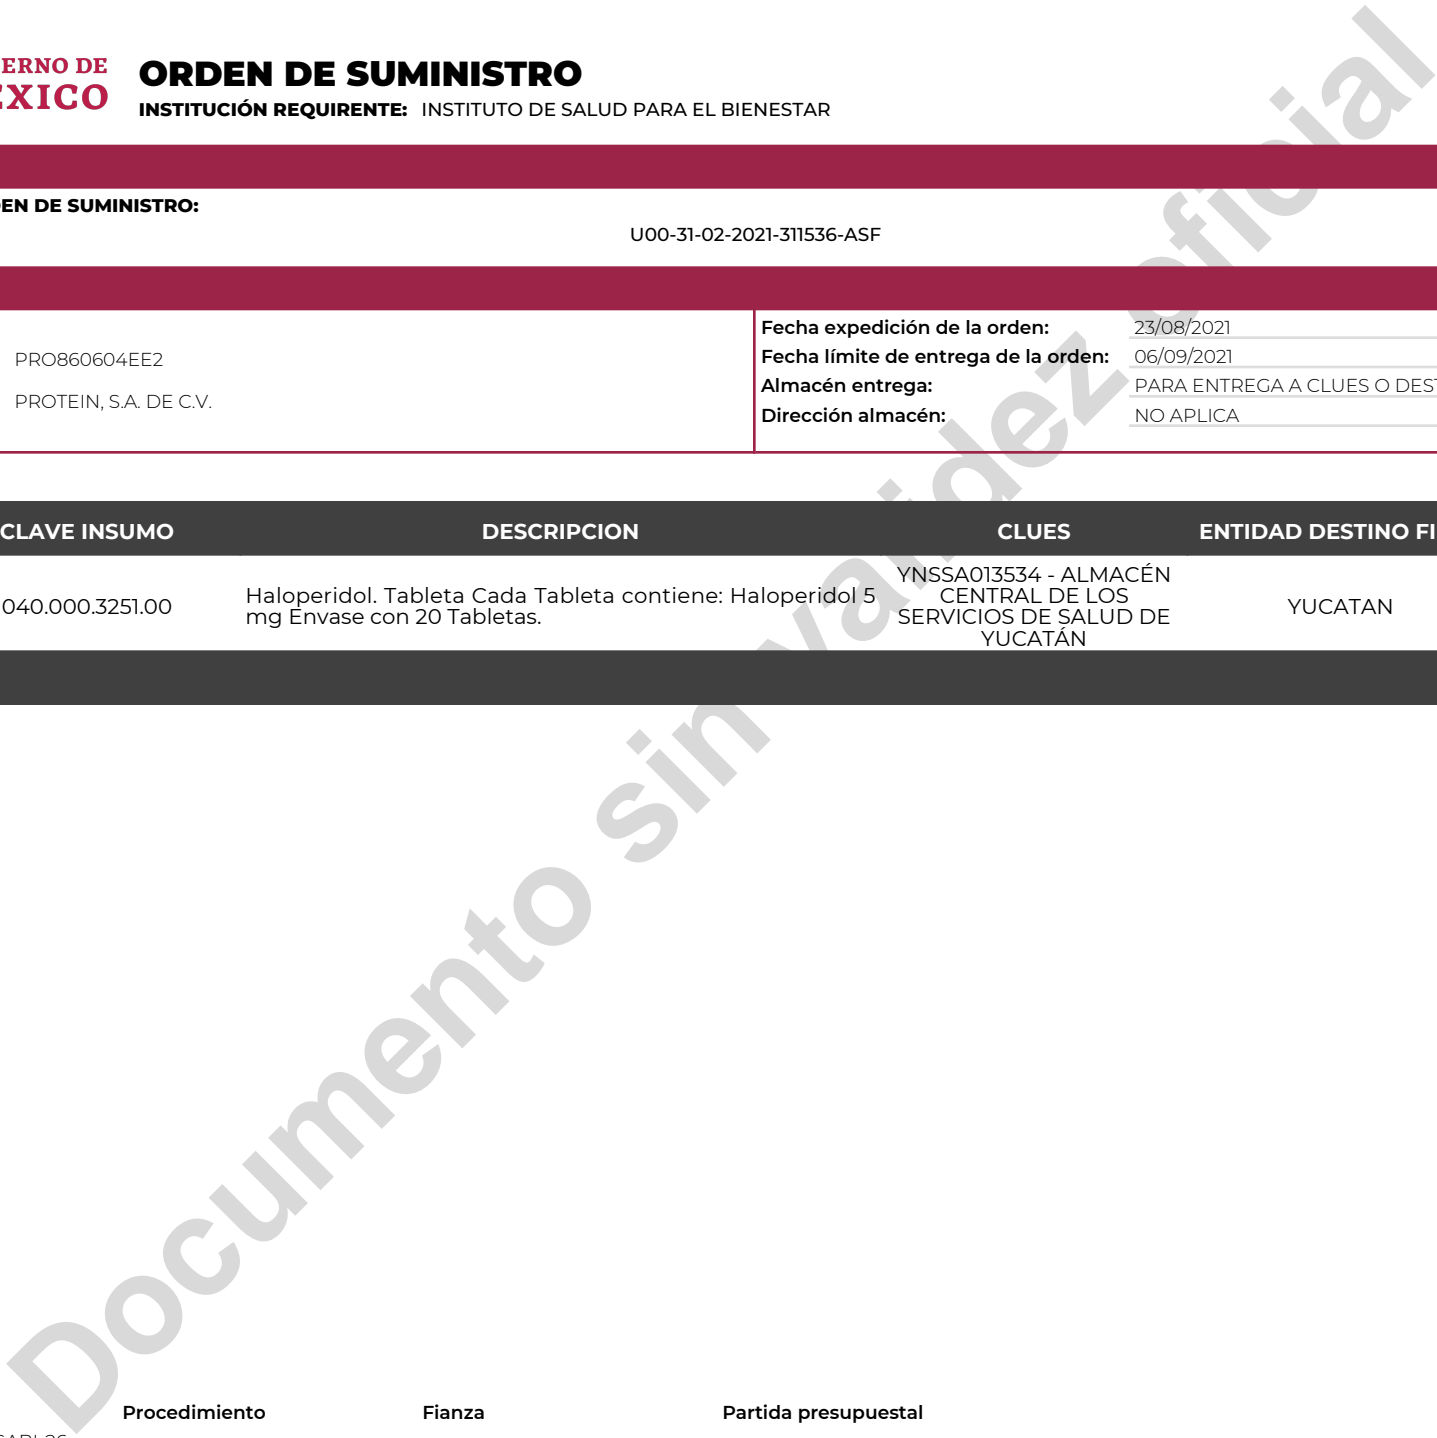 ERNO DE
EXICO
ORDEN DE SUMINISTRO
INSTITUCIÓN REQUIRENTE: INSTITUTO DE SALUD PARA EL BIENESTAR
EN DE SUMINISTRO:
U00-31-02-2021-311536-ASF
PRO860604EE2
PROTEIN, S.A. DE C.V.
Fecha expedición de la orden: 23/08/2021
Fecha límite de entrega de la orden: 06/09/2021
Almacén entrega: PARA ENTREGA A CLUES O DEST
Dirección almacén: NO APLICA
CLAVE INSUMO DESCRIPCION CLUES ENTIDAD DESTINO FI
040.000.3251.00
Haloperidol. Tableta Cada Tableta contiene: Haloperidol 5
mg Envase con 20 Tabletas.
YNSSA013534 - ALMACÉN
CENTRAL DE LOS
SERVICIOS DE SALUD DE
YUCATÁN
YUCATAN
Documento sin validez oficial
Procedimiento Fianza Partida presupuestal